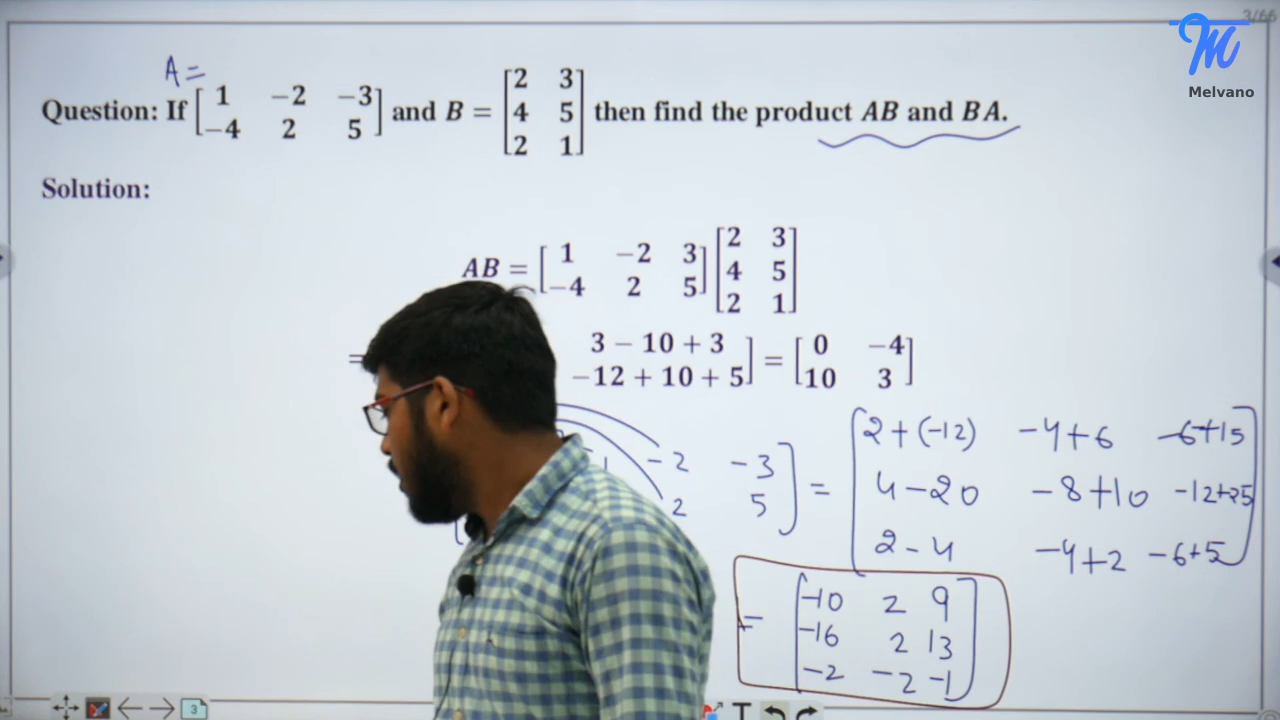 3/66
Melvano
A =
Question: If [1 −2 −3] and B = [2 3] then find the product AB and BA.
[−4 2 5] [4 5]
[2 1]
Solution:
AB = [1 −2 3] [2 3]
[−4 2 5] [4 5]
[2 1]
= 3 − 10 + 3] = [0 −4]
−12 + 10 + 5] [10 3]
−2 −3] = [2+(−12) −4+6 −6+15]
2 5] [4−20 −8+10 −12+25]
[2−4 −4+2 −6+5]
= [−10 2 9]
[−16 2 13]
[−2 −2 −1]
3
T